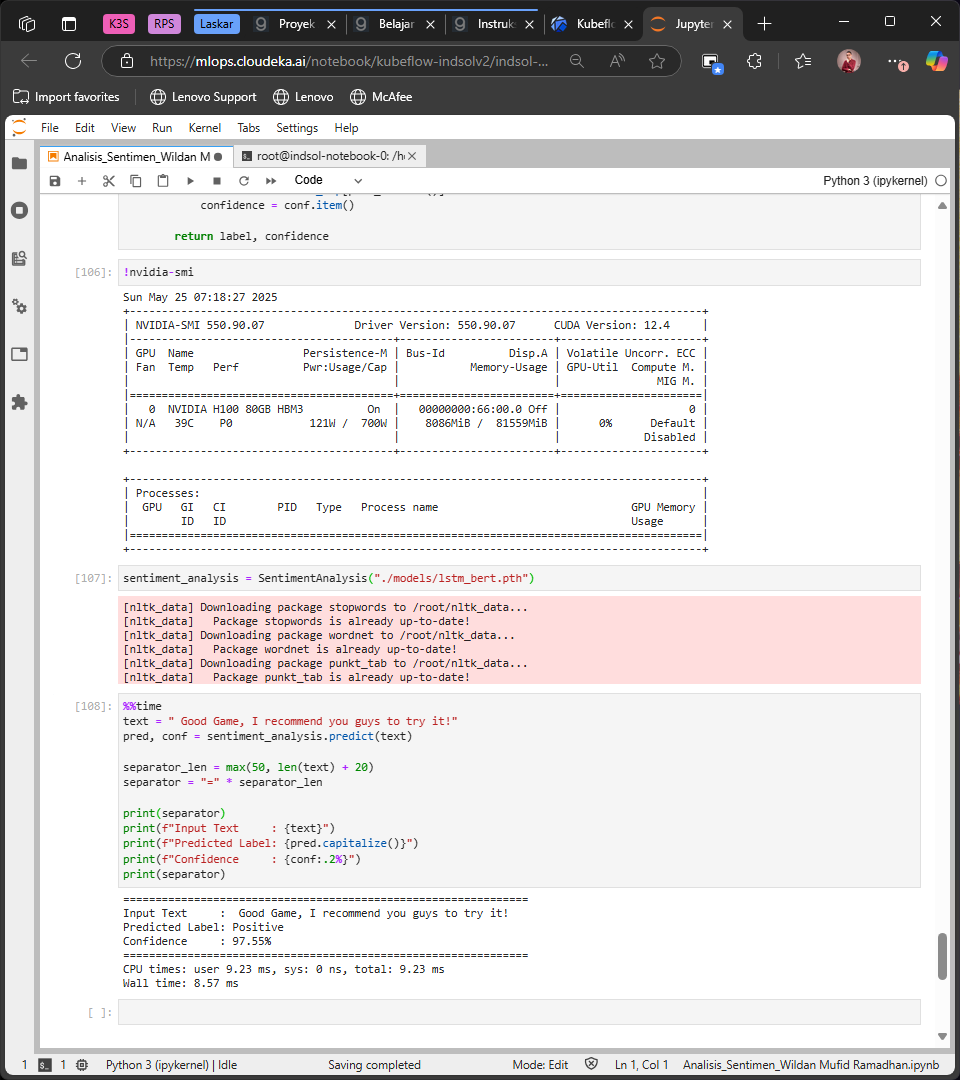 K3S RPS Laskar Proyek Belajar Instruk Kubefl Jupyte
https://mlops.cloudeka.ai/notebook/kubeflow-indsolv2/indsol-...
Import favorites Lenovo Support Lenovo McAfee
File Edit View Run Kernel Tabs Settings Help
Analisis_Sentimen_Wildan M root@indsol-notebook-0: /h
Code Python 3 (ipykernel)
confidence = conf.item()
return label, confidence
[106]: !nvidia-smi
Sun May 25 07:18:27 2025
+-----------------------------------------------------------------------------------------+
| NVIDIA-SMI 550.90.07 Driver Version: 550.90.07 CUDA Version: 12.4 |
|-----------------------------------------+------------------------+----------------------+
| GPU Name Persistence-M | Bus-Id Disp.A | Volatile Uncorr. ECC |
| Fan Temp Perf Pwr:Usage/Cap | Memory-Usage | GPU-Util Compute M. |
| | | MIG M. |
|=========================================+========================+======================|
| 0 NVIDIA H100 80GB HBM3 On | 00000000:66:00.0 Off | 0 |
| N/A 39C P0 121W / 700W | 8086MiB / 81559MiB | 0% Default |
| | | Disabled |
+-----------------------------------------+------------------------+----------------------+
+-----------------------------------------------------------------------------------------+
| Processes: |
| GPU GI CI PID Type Process name GPU Memory |
| ID ID Usage |
|=========================================================================================|
+-----------------------------------------------------------------------------------------+
[107]: sentiment_analysis = SentimentAnalysis("./models/lstm_bert.pth")
[nltk_data] Downloading package stopwords to /root/nltk_data...
[nltk_data] Package stopwords is already up-to-date!
[nltk_data] Downloading package wordnet to /root/nltk_data...
[nltk_data] Package wordnet is already up-to-date!
[nltk_data] Downloading package punkt_tab to /root/nltk_data...
[nltk_data] Package punkt_tab is already up-to-date!
[108]: %%time
text = " Good Game, I recommend you guys to try it!"
pred, conf = sentiment_analysis.predict(text)
separator_len = max(50, len(text) + 20)
separator = "=" * separator_len
print(separator)
print(f"Input Text : {text}")
print(f"Predicted Label: {pred.capitalize()}")
print(f"Confidence : {conf:.2%}")
print(separator)
===============================================================
Input Text : Good Game, I recommend you guys to try it!
Predicted Label: Positive
Confidence : 97.55%
===============================================================
CPU times: user 9.23 ms, sys: 0 ns, total: 9.23 ms
Wall time: 8.57 ms
[ ]:
1 1 Python 3 (ipykernel) | Idle Saving completed Mode: Edit Ln 1, Col 1 Analisis_Sentimen_Wildan Mufid Ramadhan.ipynb